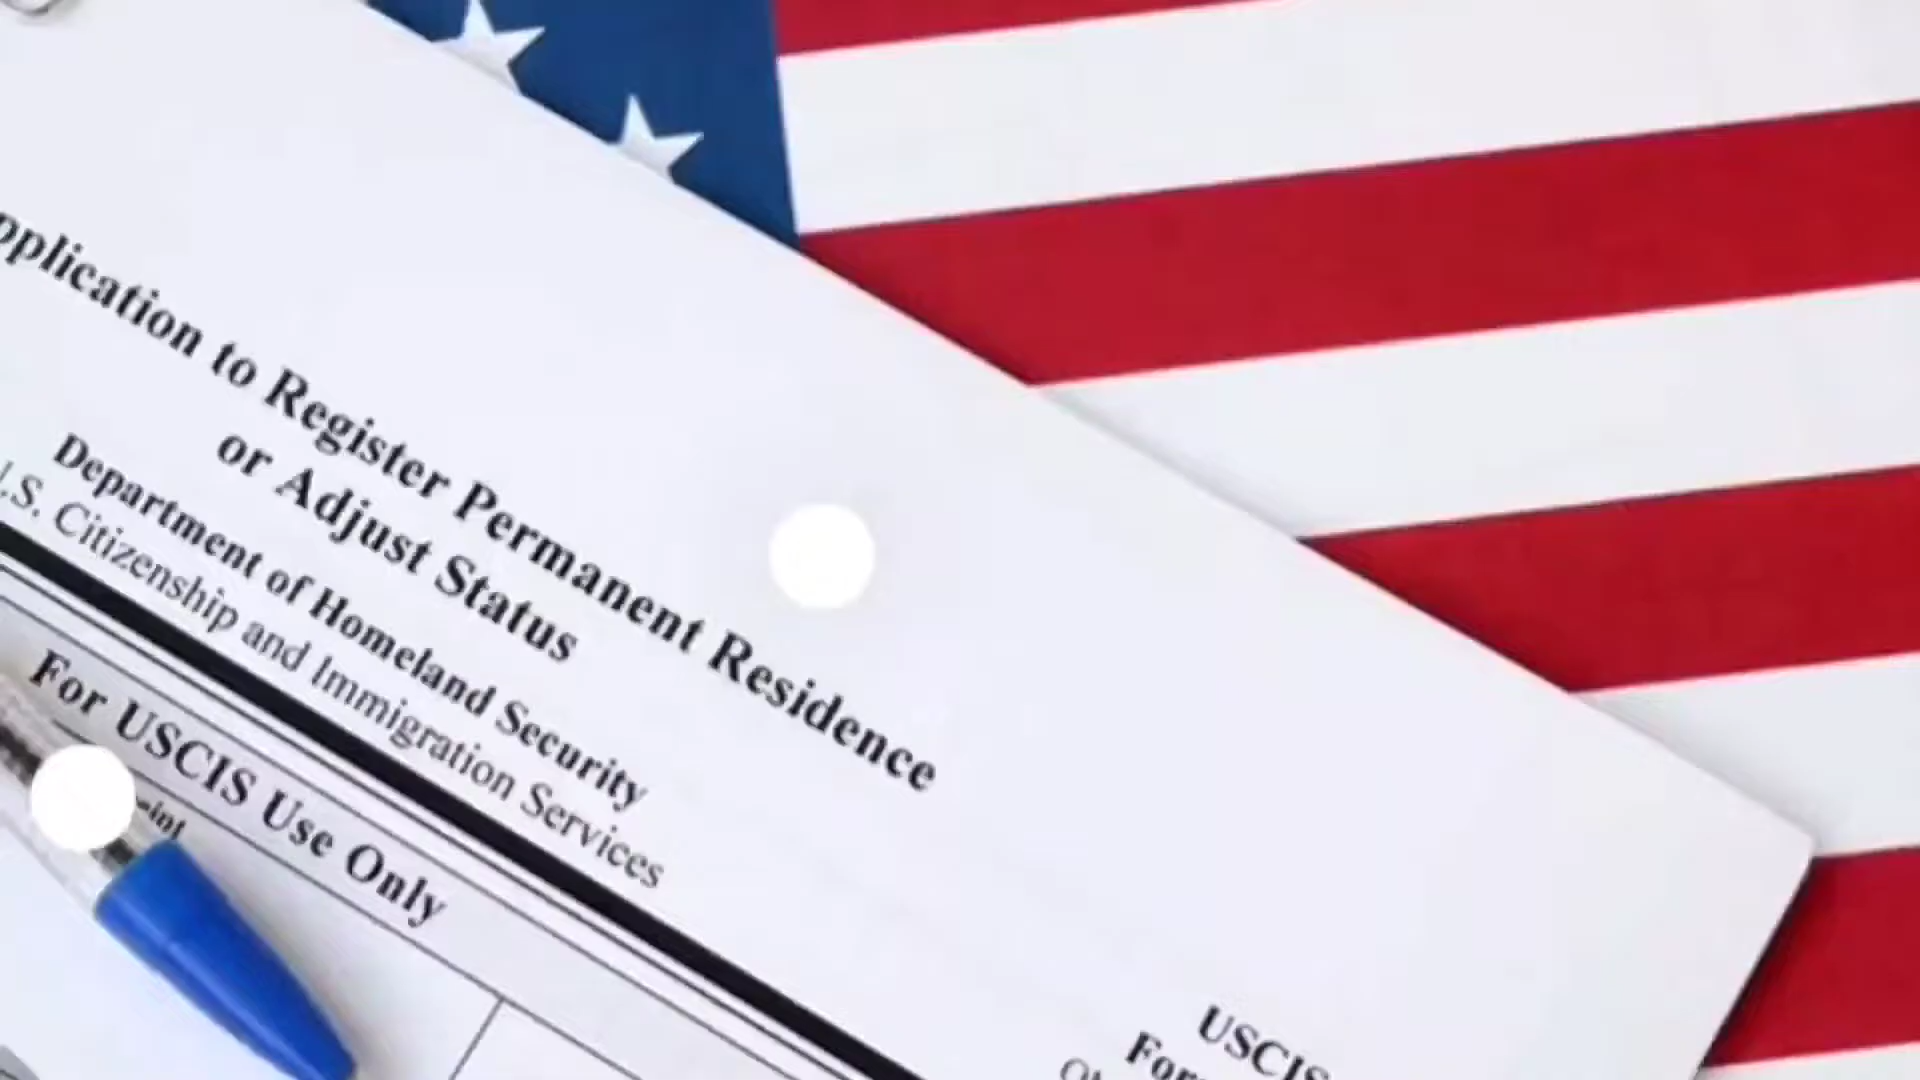 pplication to Register Permanent Residence
or Adjust Status
Department of Homeland Security
U.S. Citizenship and Immigration Services
For USCIS Use Only
USCIS
For